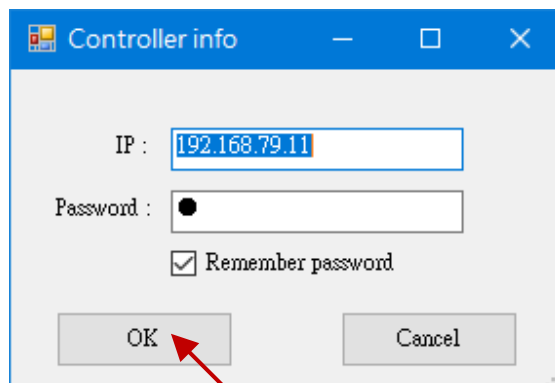 Controller info
IP : 192.168.79.11
Password : ●
Remember password
OK Cancel